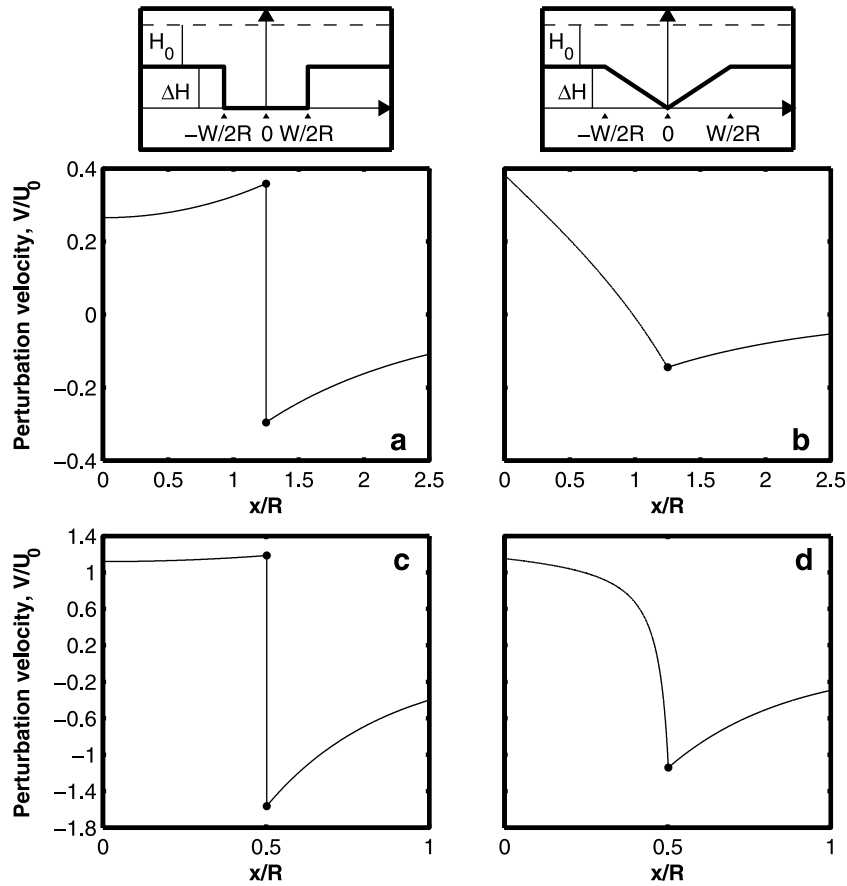 H₀
ΔH
−W/2R 0 W/2R
H₀
ΔH
−W/2R 0 W/2R
Perturbation velocity, V/U₀
0.4
0.2
0
−0.2
−0.4
a
0 0.5 1 1.5 2 2.5
x/R
b
0 0.5 1 1.5 2 2.5
x/R
Perturbation velocity, V/U₀
1.4
1
0.6
0.2
−0.2
−0.6
−1
−1.4
−1.8
c
0 0.5 1
x/R
d
0 0.5 1
x/R